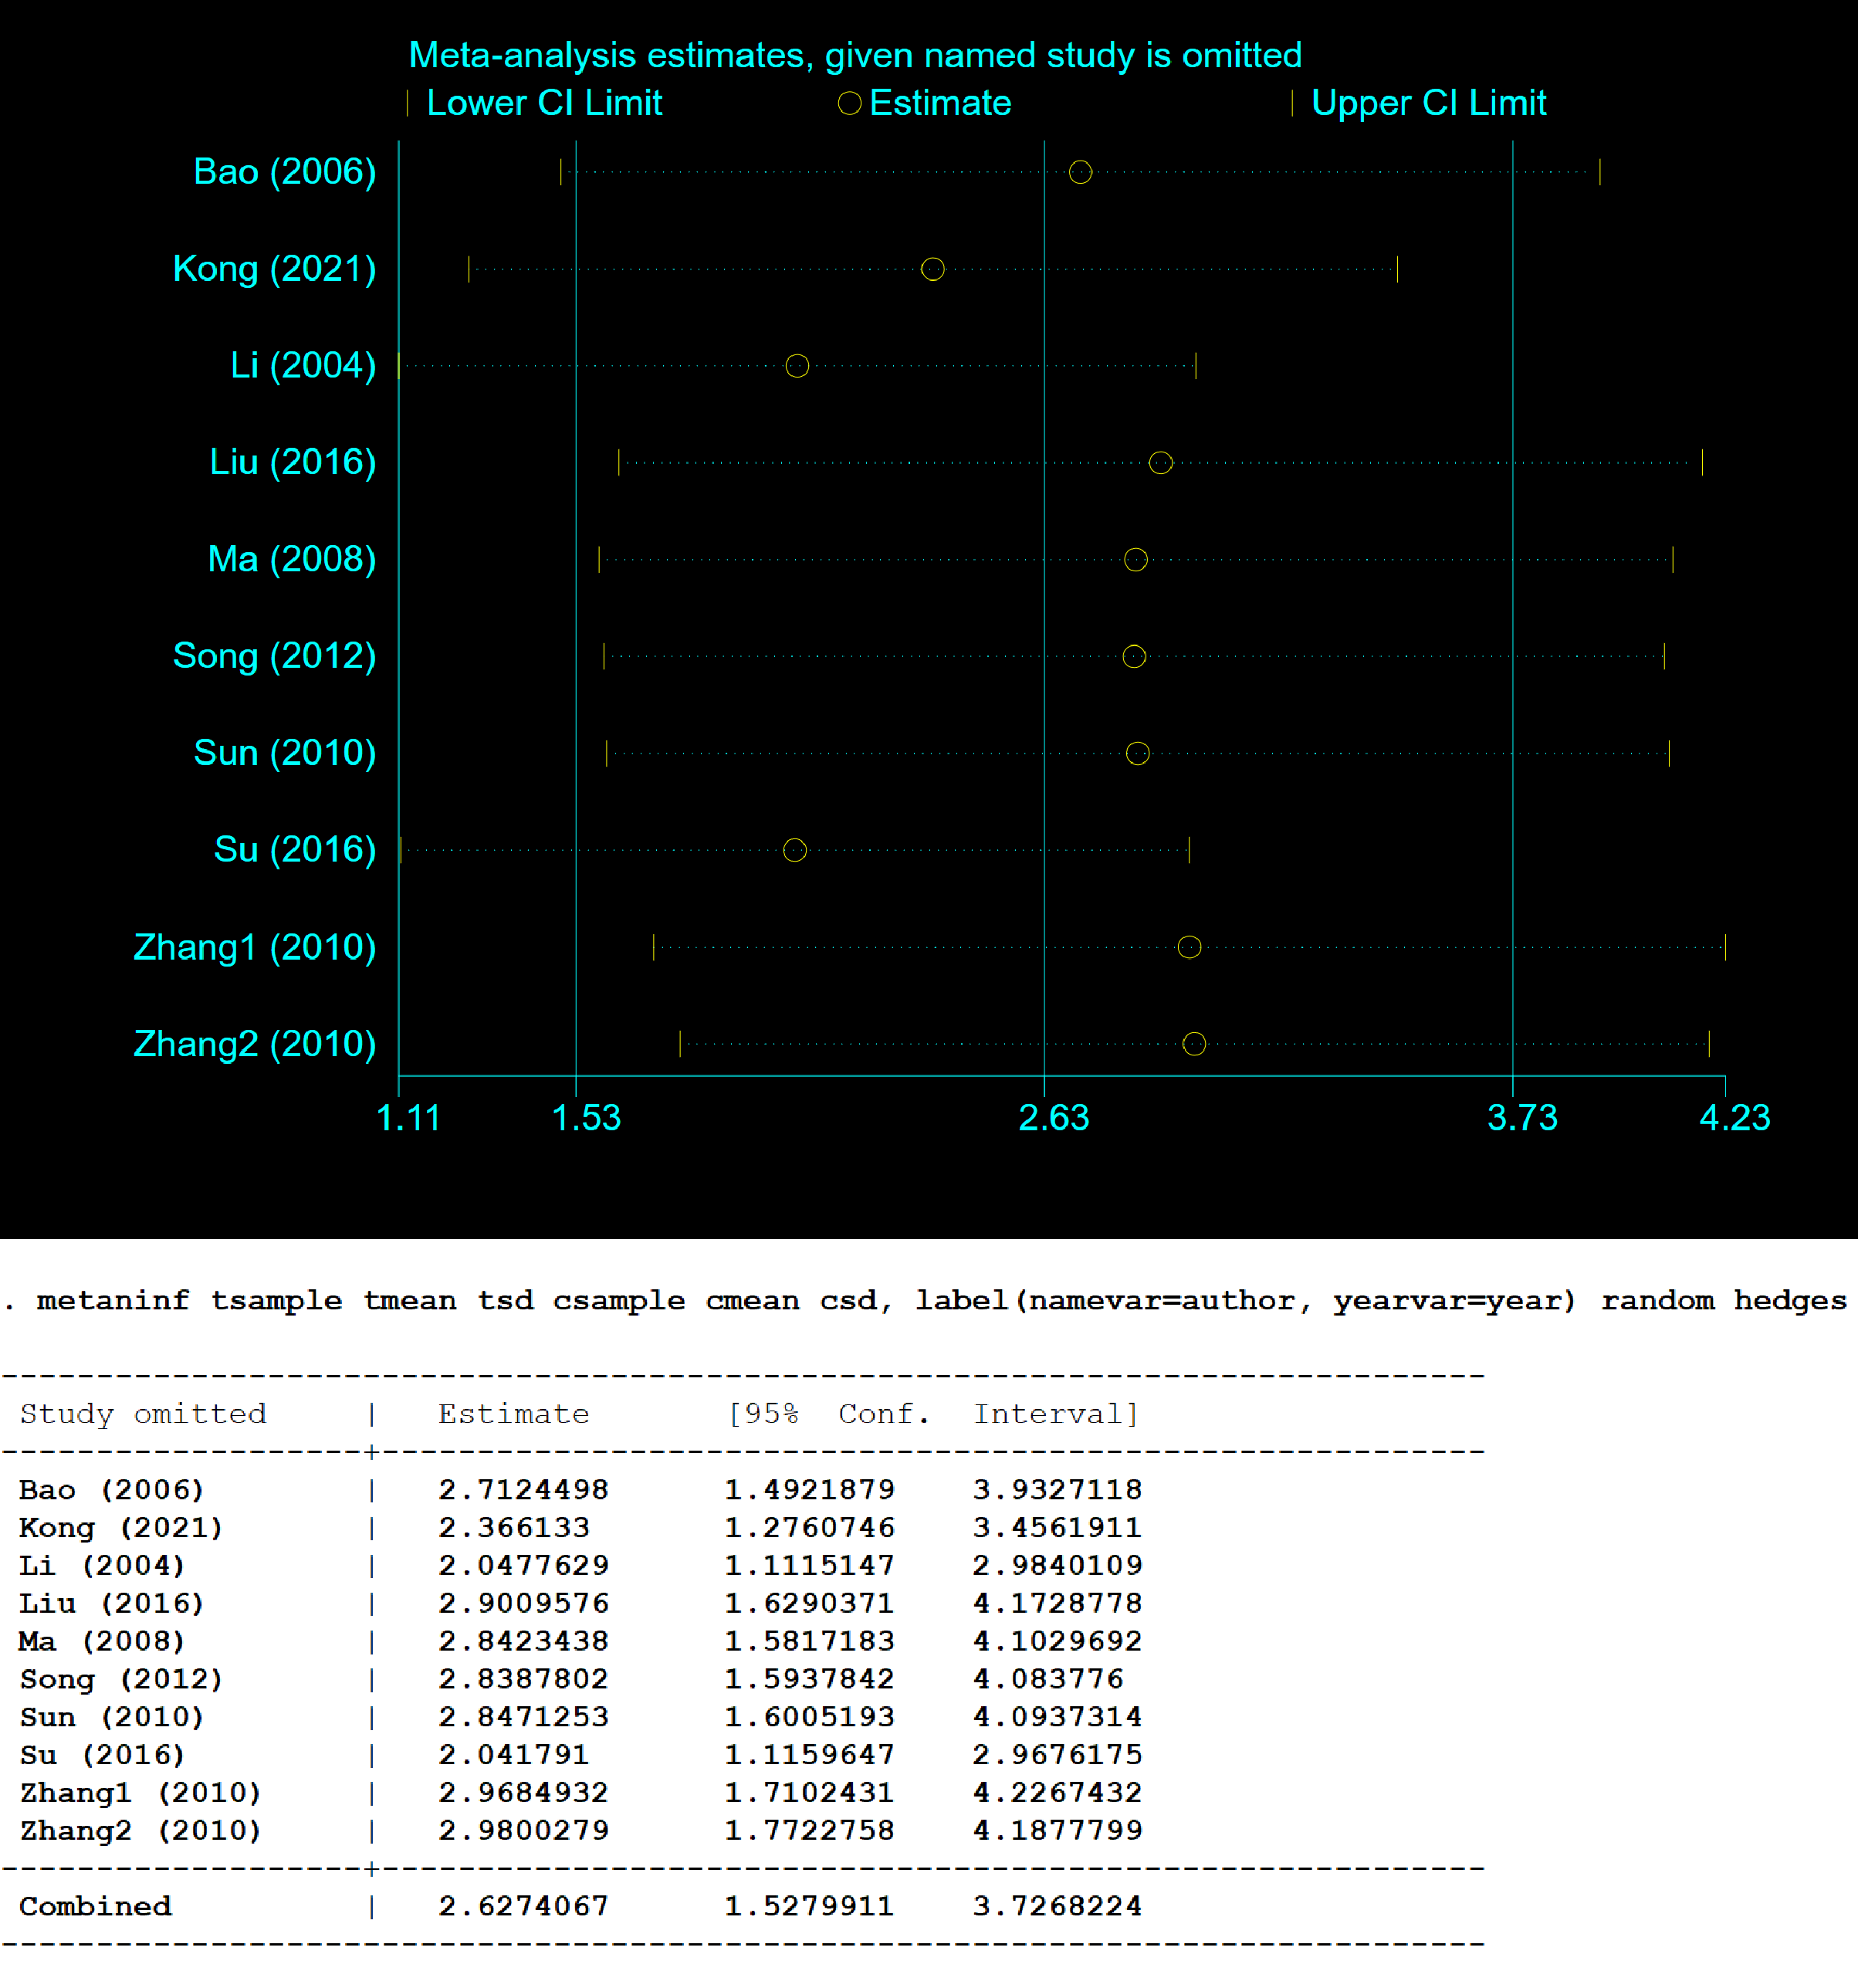 Meta-analysis estimates, given named study is omitted
| Lower CI Limit ○ Estimate | Upper CI Limit
Bao (2006)
Kong (2021)
Li (2004)
Liu (2016)
Ma (2008)
Song (2012)
Sun (2010)
Su (2016)
Zhang1 (2010)
Zhang2 (2010)
1.11 1.53 2.63 3.73 4.23
. metaninf tsample tmean tsd csample cmean csd, label(namevar=author, yearvar=year) random hedges
------------------------------------------------------------------------------
Study omitted | Estimate [95% Conf. Interval]
-------------------+----------------------------------------------------------
Bao (2006) | 2.7124498 1.4921879 3.9327118
Kong (2021) | 2.366133 1.2760746 3.4561911
Li (2004) | 2.0477629 1.1115147 2.9840109
Liu (2016) | 2.9009576 1.6290371 4.1728778
Ma (2008) | 2.8423438 1.5817183 4.1029692
Song (2012) | 2.8387802 1.5937842 4.083776
Sun (2010) | 2.8471253 1.6005193 4.0937314
Su (2016) | 2.041791 1.1159647 2.9676175
Zhang1 (2010) | 2.9684932 1.7102431 4.2267432
Zhang2 (2010) | 2.9800279 1.7722758 4.1877799
-------------------+----------------------------------------------------------
Combined | 2.6274067 1.5279911 3.7268224
------------------------------------------------------------------------------